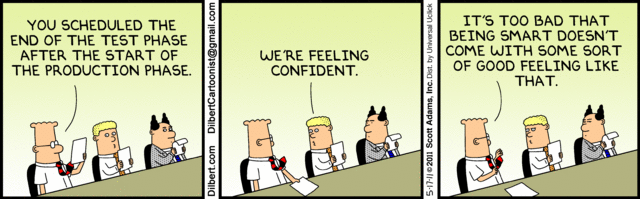 YOU SCHEDULED THE
END OF THE TEST PHASE
AFTER THE START OF
THE PRODUCTION PHASE.
Dilbert.com DilbertCartoonist@gmail.com
WE'RE FEELING
CONFIDENT.
5-17-11 ©2011 Scott Adams, Inc. Dist. by Universal Uclick
IT'S TOO BAD THAT
BEING SMART DOESN'T
COME WITH SOME SORT
OF GOOD FEELING LIKE
THAT.